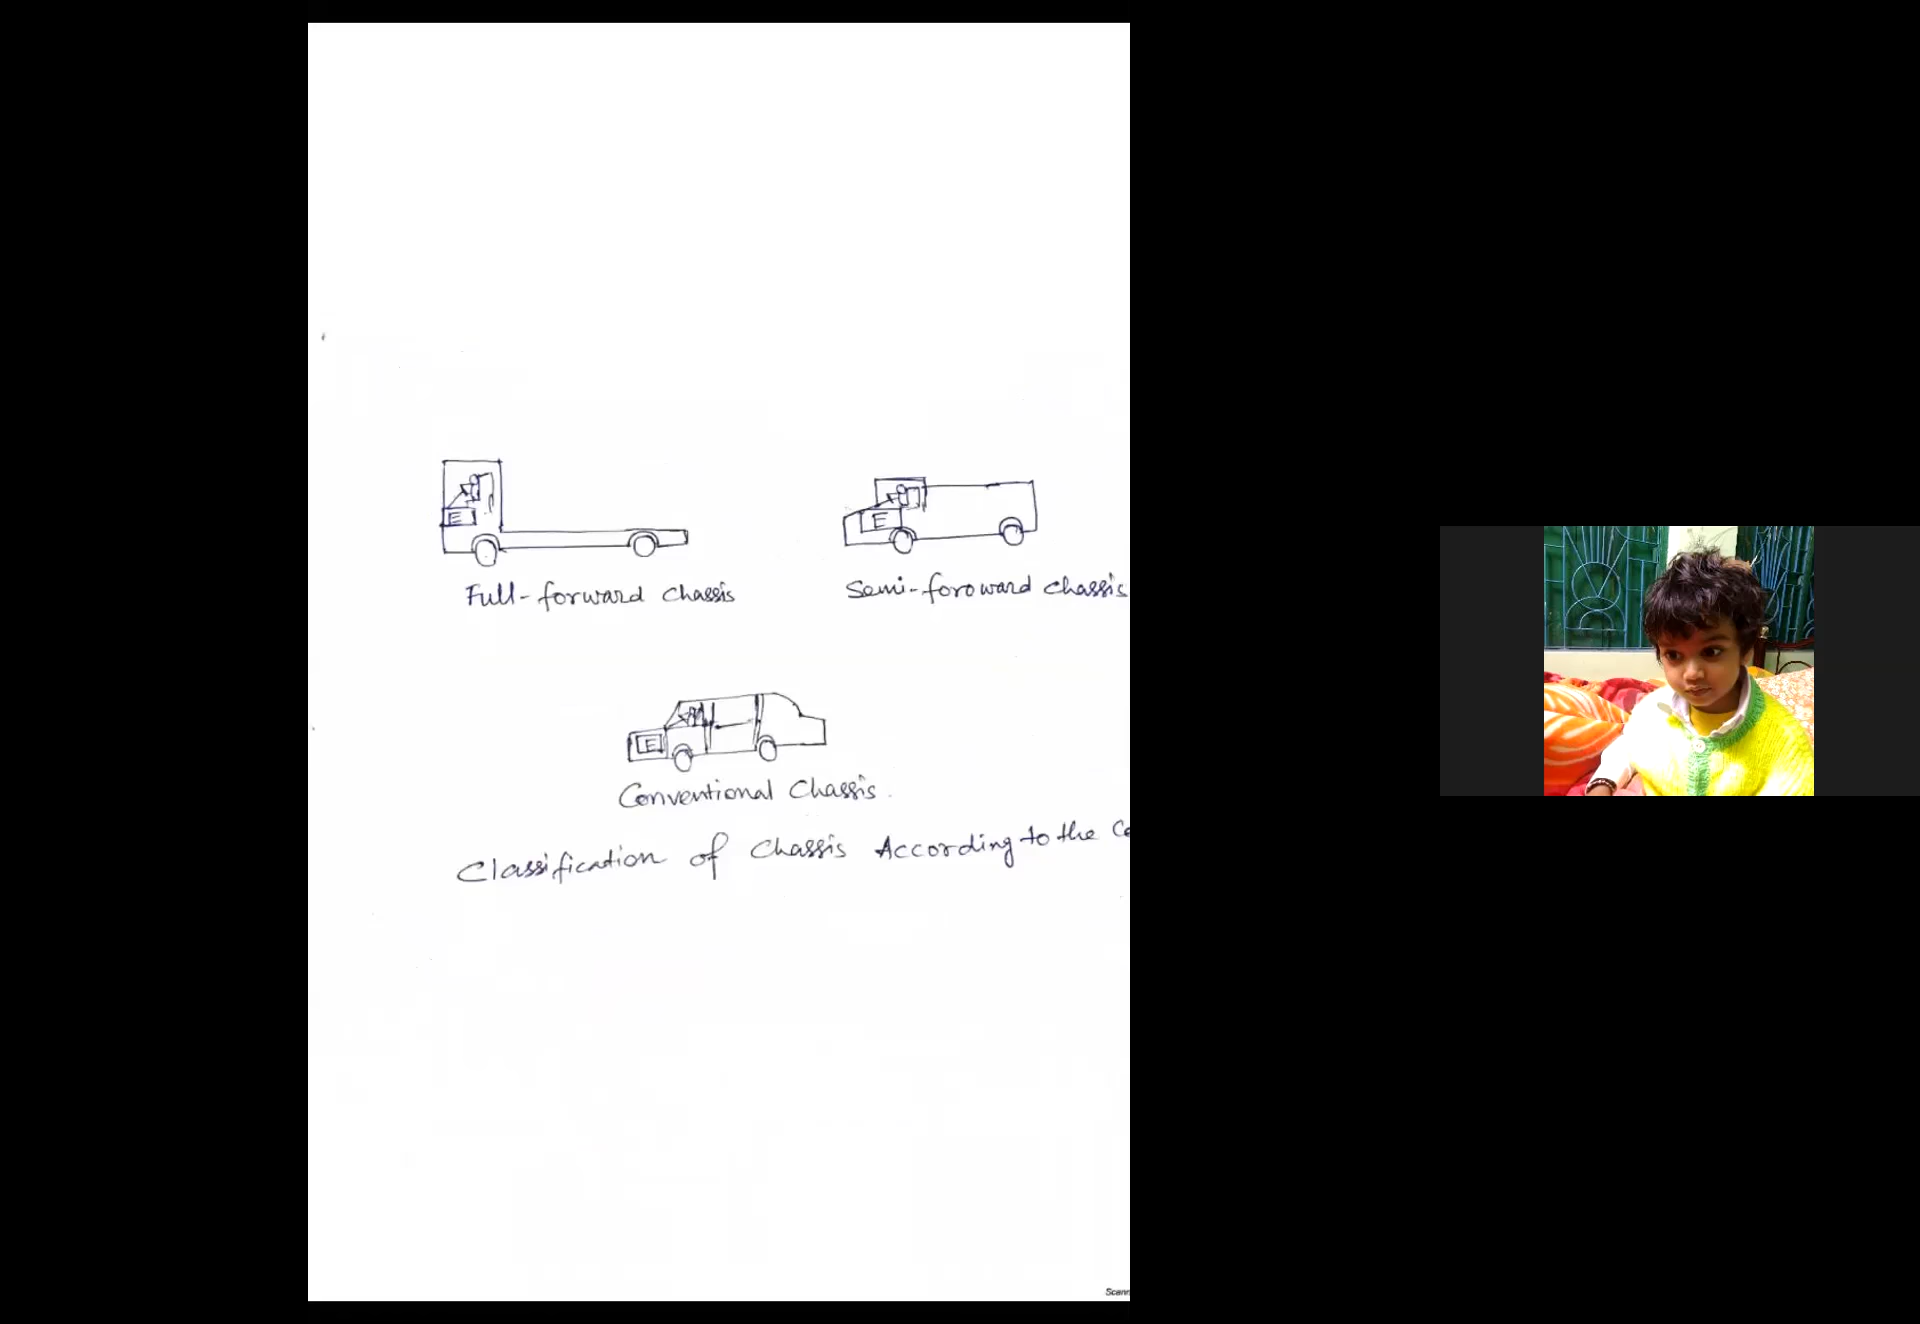 E
Full-forward chassis
E
Semi-foroward chassis
E
Conventional Chassis.
Classification of Chassis According to the